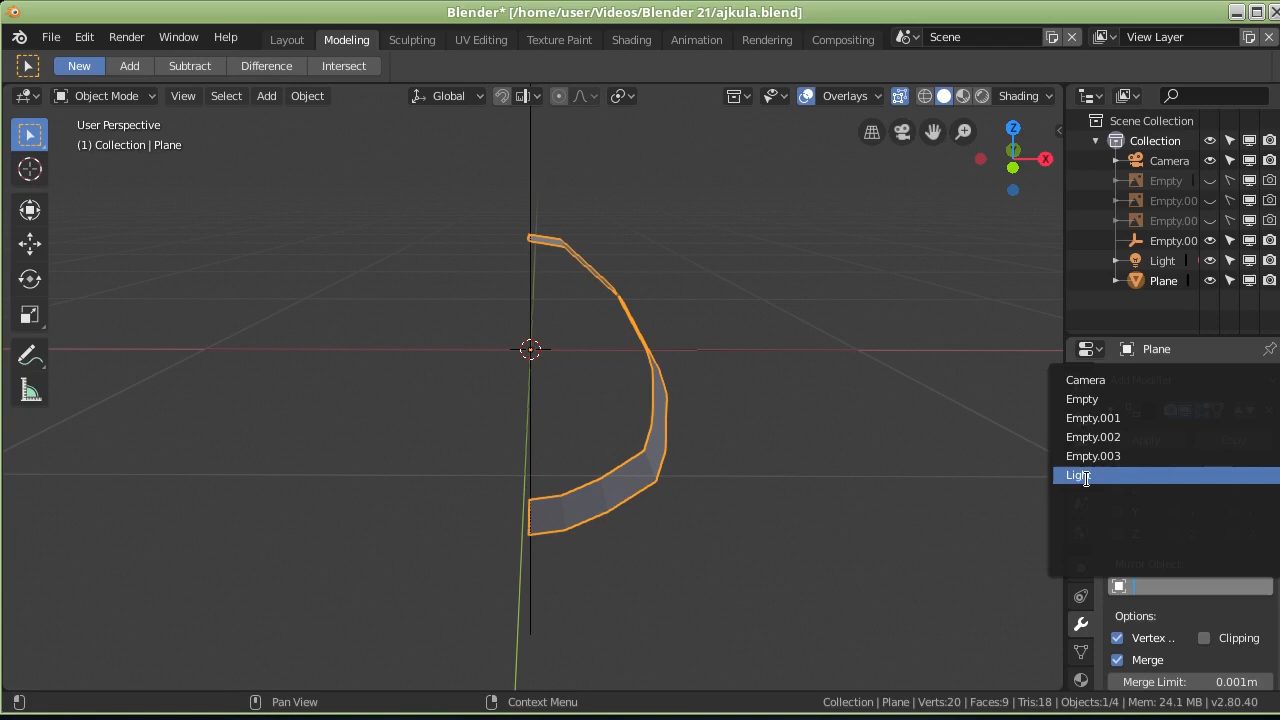 Blender* [/home/user/Videos/Blender 21/ajkula.blend]
File Edit Render Window Help Layout Modeling Sculpting UV Editing Texture Paint Shading Animation Rendering Compositing Scene View Layer
New Add Subtract Difference Intersect
Object Mode View Select Add Object Global Overlays Shading
User Perspective
(1) Collection | Plane
Z
X
Scene Collection
Collection
Camera
Empty
Empty.00
Empty.00
Empty.00
Light
Plane
Plane
Camera
Add Modifier
Empty
Empty.001
Empty.002
Apply
Empty.003
Light
Mirror Object:
Options:
Vertex .. Clipping
Merge
Merge Limit: 0.001m
Pan View Context Menu Collection | Plane | Verts:20 | Faces:9 | Tris:18 | Objects:1/4 | Mem: 24.1 MB | v2.80.40